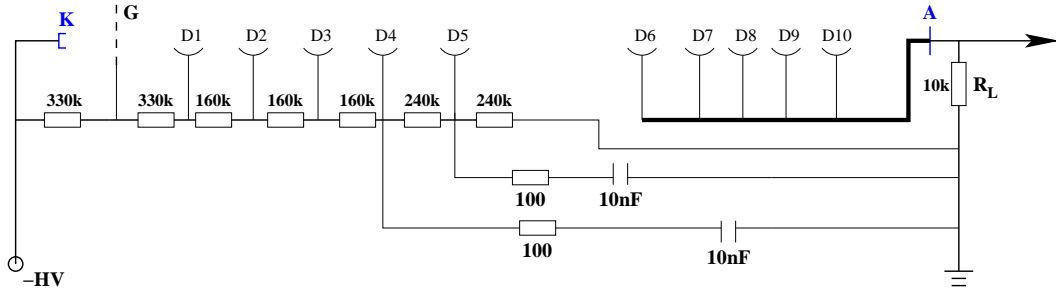 G
K
A
D1 D2 D3 D4 D5 D6 D7 D8 D9 D10
330k 330k 160k 160k 160k 240k 240k
10k R_L
100 10nF
100 10nF
–HV